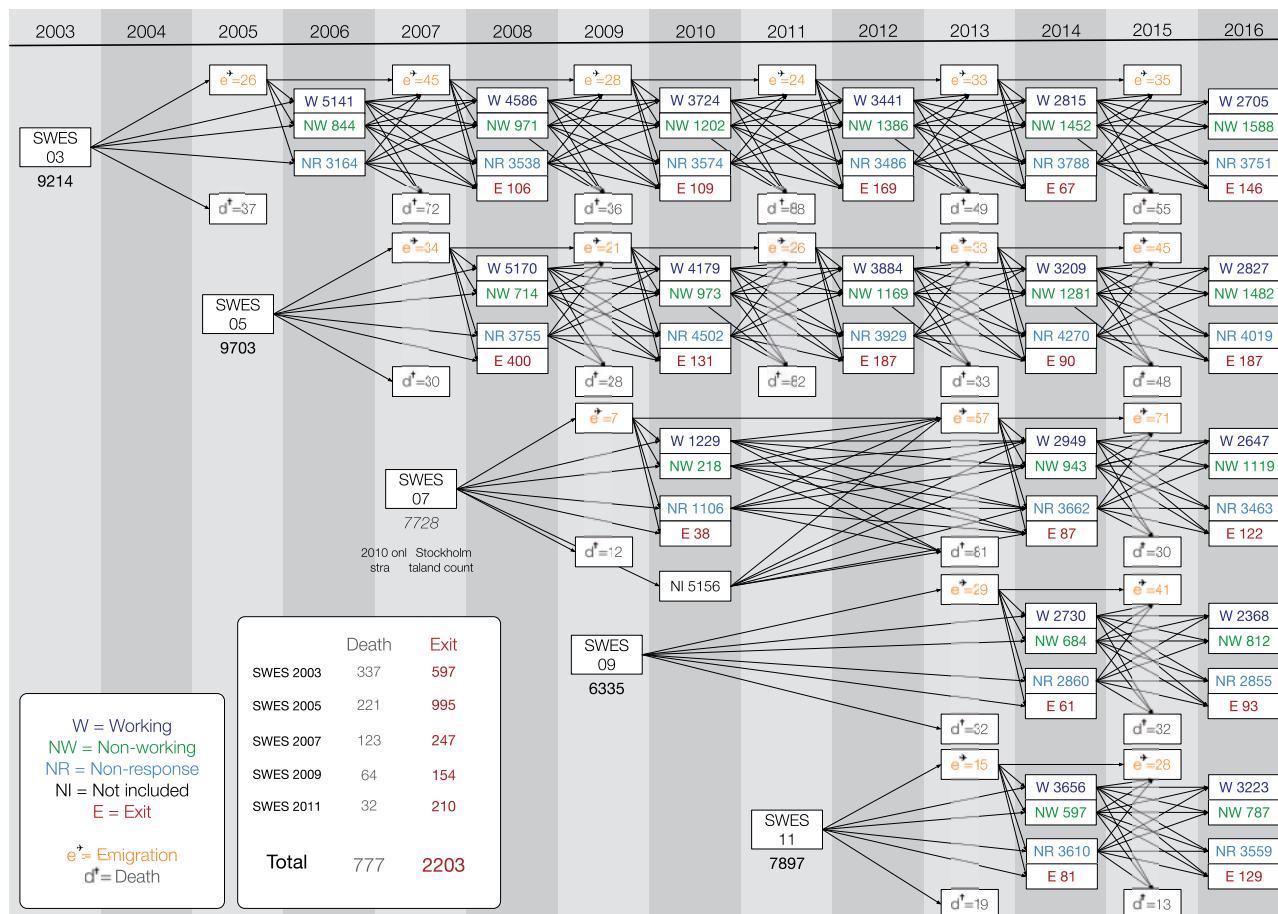 2003 2004 2005 2006 2007 2008 2009 2010 2011 2012 2013 2014 2015 2016
e✈=26 e✈=45 e✈=28 e✈=24 e✈=33 e✈=35
W 5141 W 4586 W 3724 W 3441 W 2815 W 2705
NW 844 NW 971 NW 1202 NW 1386 NW 1452 NW 1588
SWES
03
9214
NR 3164 NR 3538 NR 3574 NR 3486 NR 3788 NR 3751
E 106 E 109 E 169 E 67 E 146
d✝=37 d✝=72 d✝=36 d✝=88 d✝=49 d✝=55
e✈=34 e✈=21 e✈=26 e✈=33 e✈=45
W 5170 W 4179 W 3884 W 3209 W 2827
NW 714 NW 973 NW 1169 NW 1281 NW 1482
SWES
05
9703
NR 3755 NR 4502 NR 3929 NR 4270 NR 4019
E 400 E 131 E 187 E 90 E 187
d✝=30 d✝=28 d✝=82 d✝=33 d✝=48
e✈=7 e✈=57 e✈=71
W 1229 W 2949 W 2647
NW 218 NW 943 NW 1119
SWES
07
7728
NR 1106 NR 3662 NR 3463
E 38 E 87 E 122
2010 onl Stockholm
stra taland count
d✝=12 d✝=81 d✝=30
NI 5156
e✈=29 e✈=41
W 2730 W 2368
NW 684 NW 812
SWES
09
6335
NR 2860 NR 2855
E 61 E 93
d✝=32 d✝=32
e✈=15 e✈=28
W 3656 W 3223
NW 597 NW 787
SWES
11
7897
NR 3610 NR 3559
E 81 E 129
d✝=19 d✝=13
Death Exit
SWES 2003 337 597
SWES 2005 221 995
SWES 2007 123 247
SWES 2009 64 154
SWES 2011 32 210
Total 777 2203
W = Working
NW = Non-working
NR = Non-response
NI = Not included
E = Exit
e✈= Emigration
d✝= Death